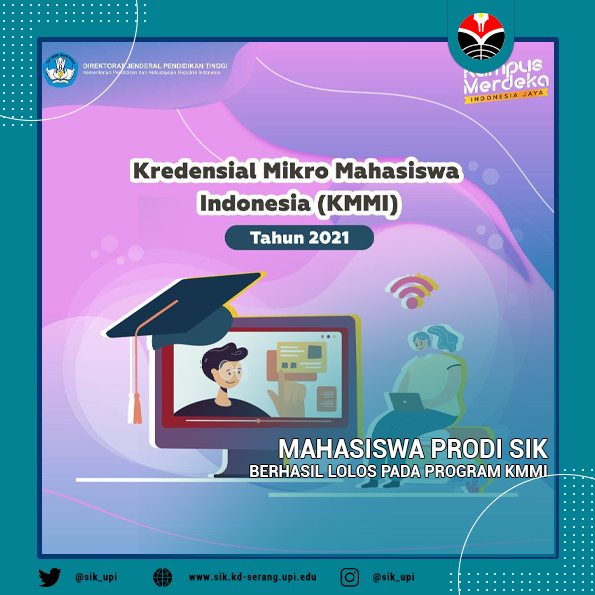 DIREKTORAT JENDERAL PENDIDIKAN TINGGI
Kementerian Pendidikan dan Kebudayaan Republik Indonesia
Kampus
Merdeka
INDONESIA JAYA
Kredensial Mikro Mahasiswa
Indonesia (KMMI)
Tahun 2021
MAHASISWA PRODI SIK
BERHASIL LOLOS PADA PROGRAM KMMI
@sik_upi
www.sik.kd-serang.upi.edu
@sik_upi